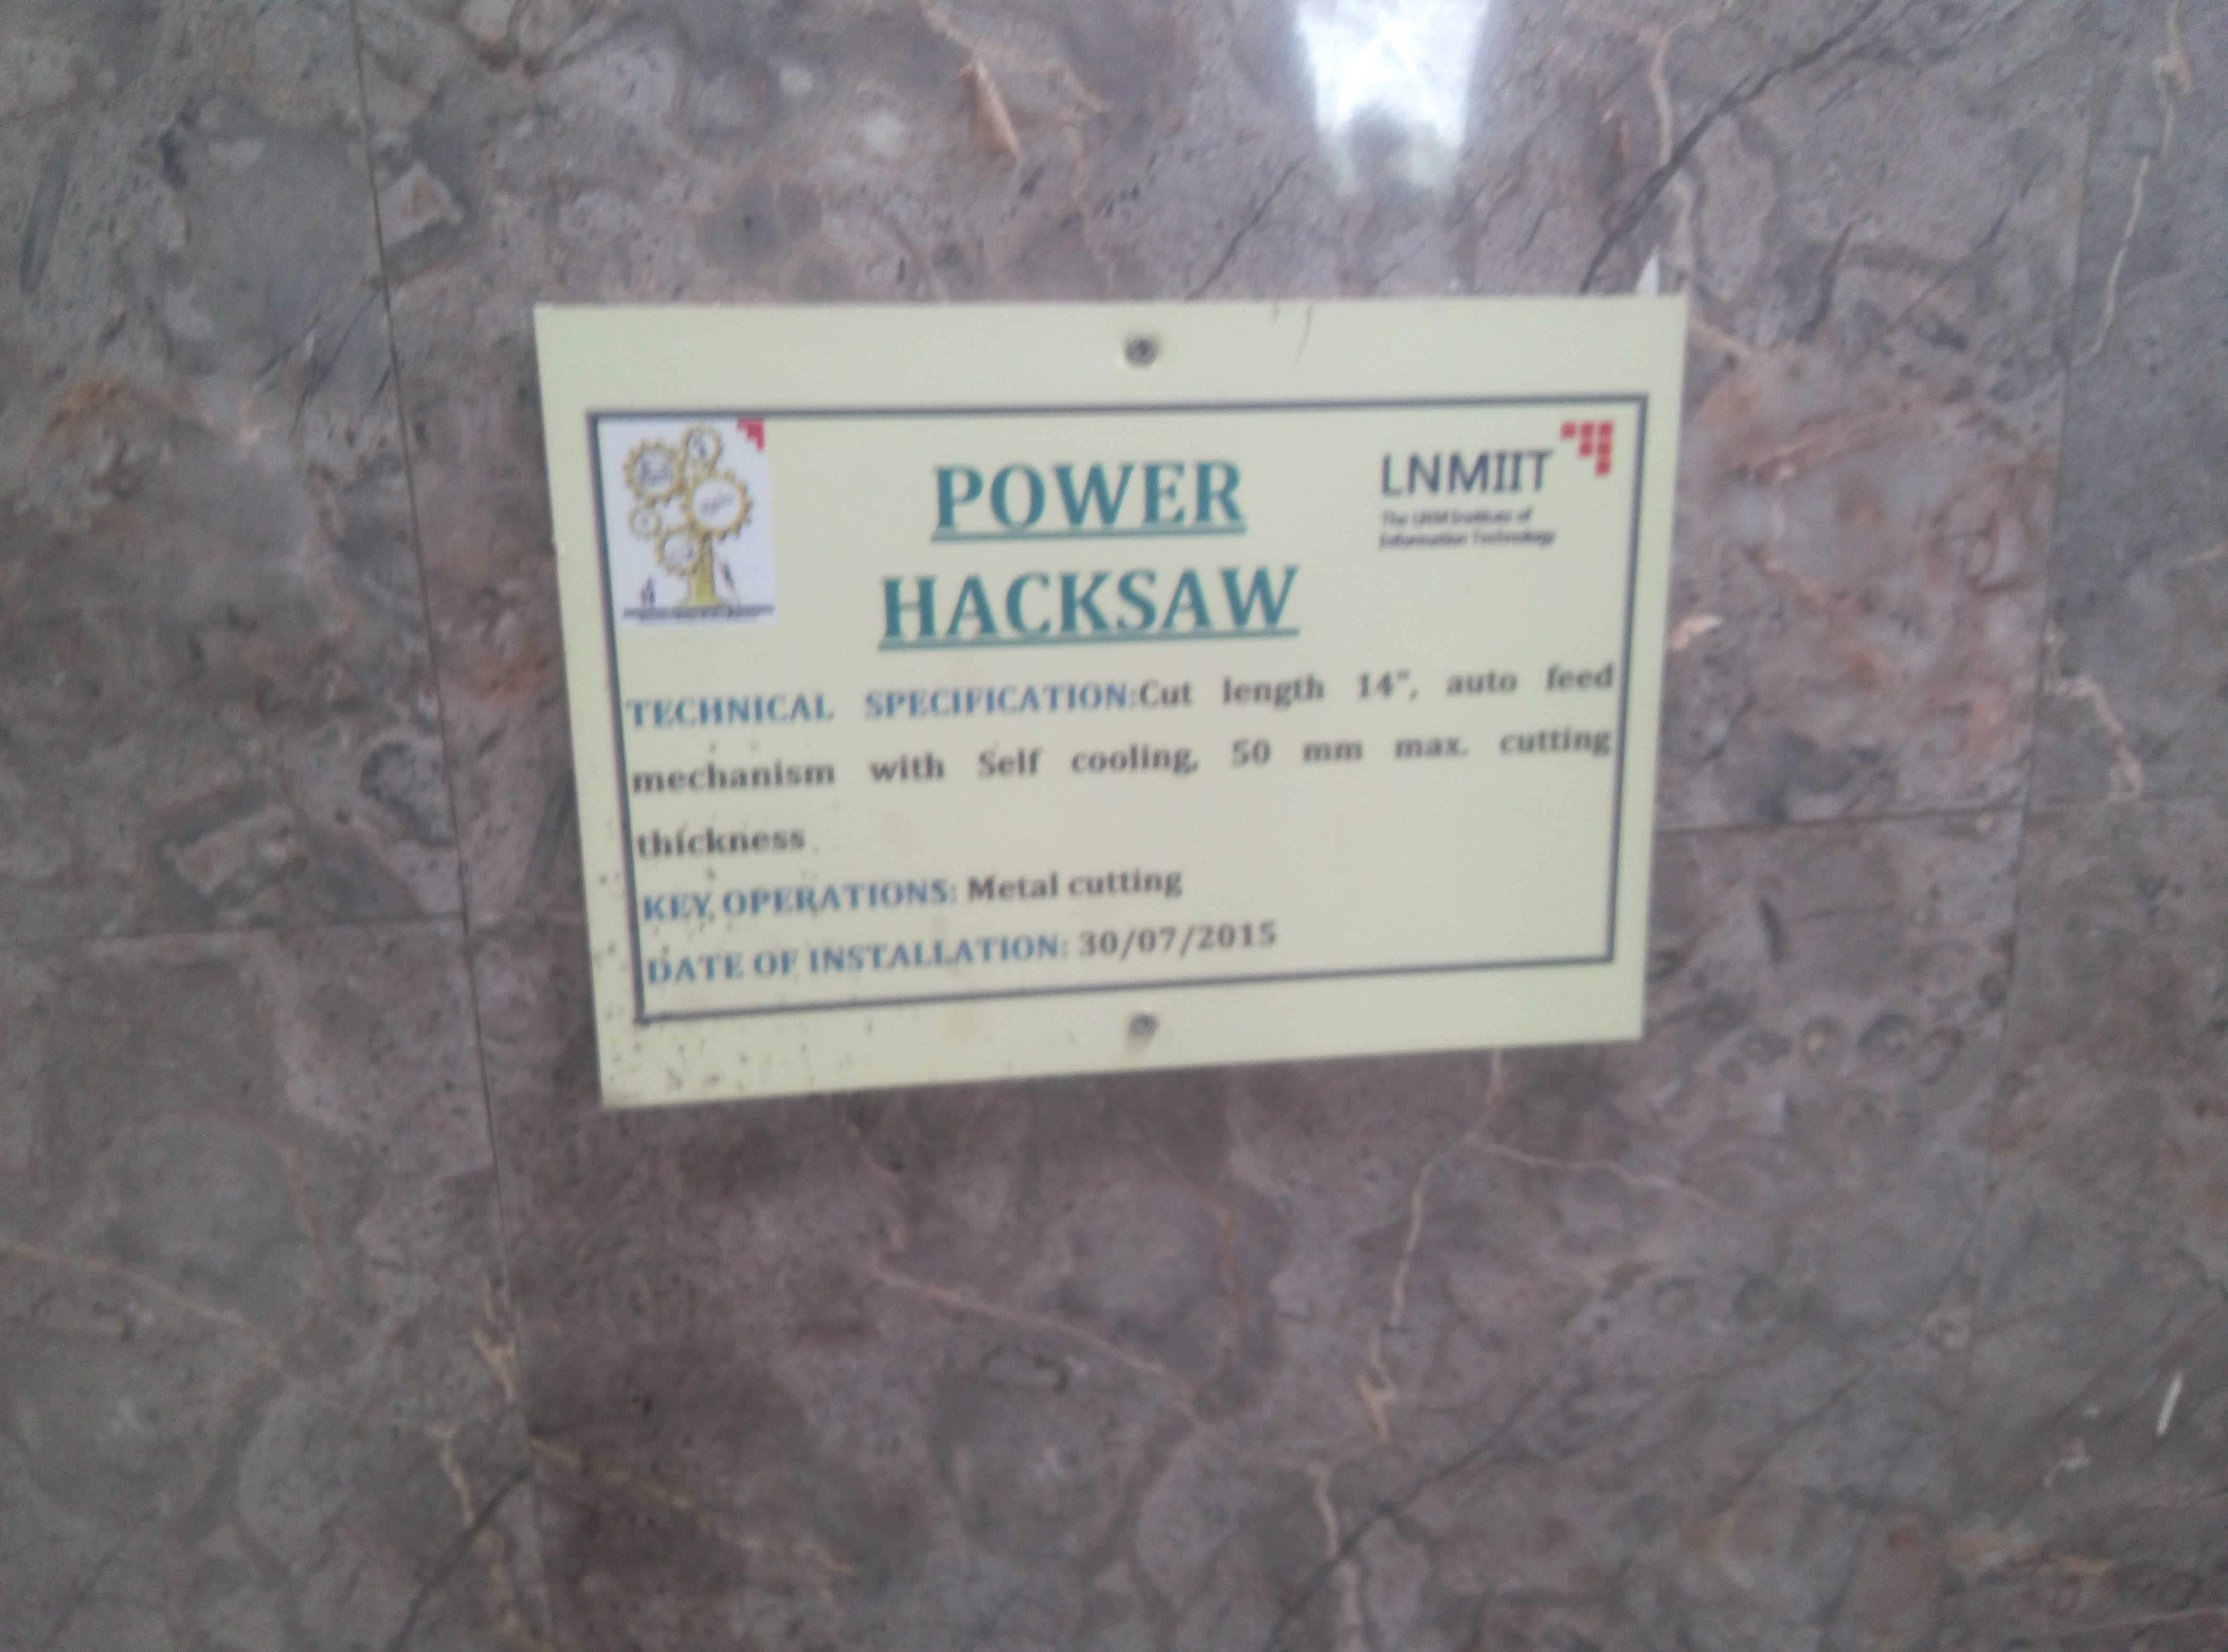 POWER
HACKSAW
LNMIIT
The LNM Institute of
Information Technology
TECHNICAL SPECIFICATION:Cut length 14", auto feed
mechanism with Self cooling, 50 mm max. cutting
thickness
KEY OPERATIONS: Metal cutting
DATE OF INSTALLATION: 30/07/2015